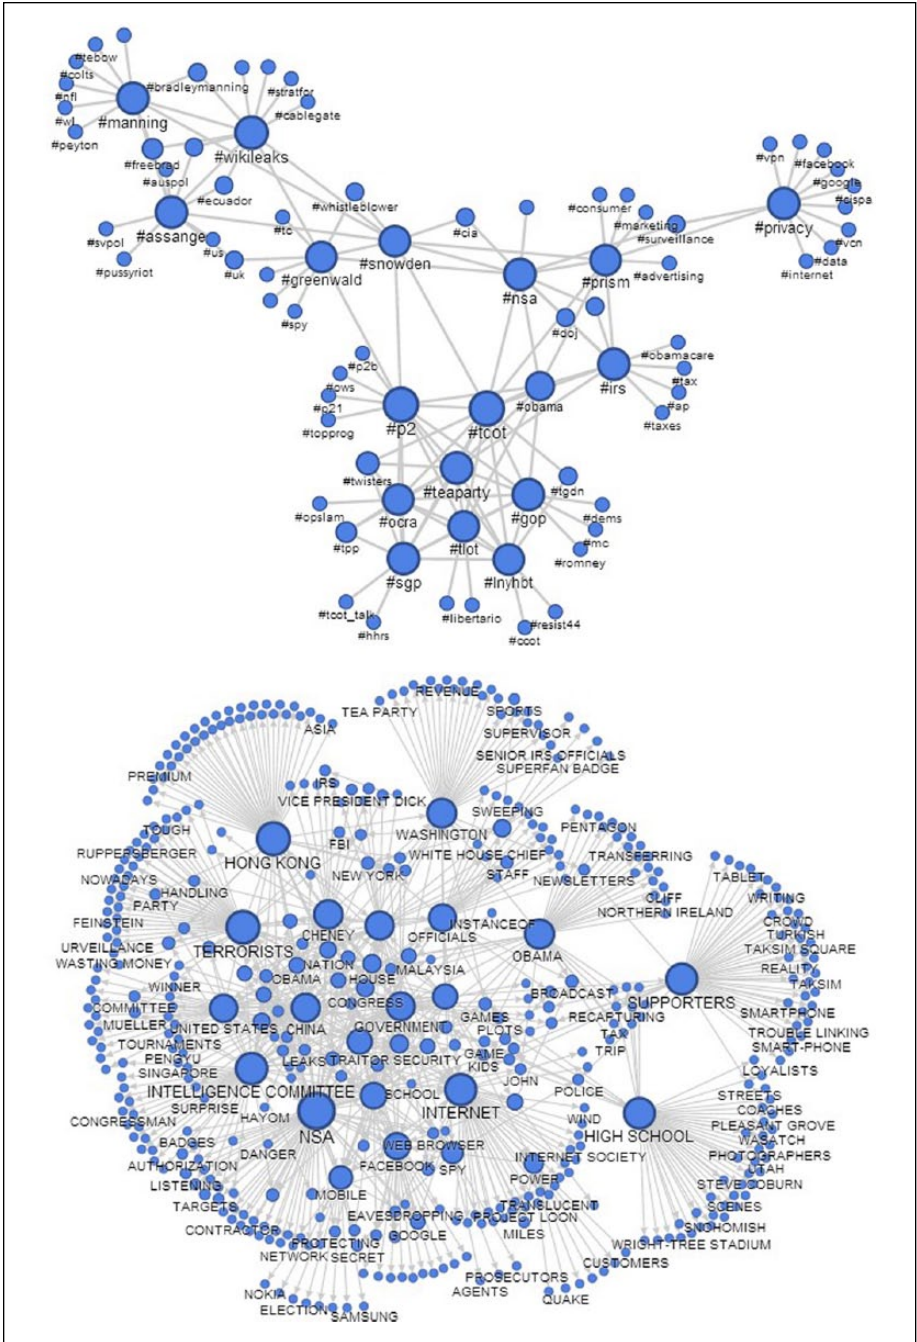 #tebow
#colts
#bradleymanning
#nfl
#stratfor
#wl
#cablegate
#manning
#peyton
#wikileaks
#vpn
#facebook
#freebrad
#auspol
#google
#cispa
#ecuador
#whistleblower
#consumer
#privacy
#assange
#tc
#cia
#marketing
#surveillance
#vcn
#svpol
#us
#snowden
#data
#pussyriot
#uk
#greenwald
#nsa
#prism
#advertising
#internet
#spy
#doj
#p2b
#obamacare
#ows
#irs
#tax
#p21
#obama
#ap
#topprog
#p2
#tcot
#taxes
#twisters
#teaparty
#tgdn
#opslam
#ocra
#gop
#dems
#tpp
#tlot
#mc
#romney
#sgp
#lnyhbt
#tcot_talk
#libertario
#resist44
#hhrs
#ccot
REVENUE
TEA PARTY
SPORTS
ASIA
SUPERVISOR
SENIOR IRS OFFICIALS
PREMIUM
SUPERFAN BADGE
IRS
VICE PRESIDENT DICK
SWEEPING
TOUGH
WASHINGTON
PENTAGON
FBI
RUPPERSBERGER
HONG KONG
WHITE HOUSE CHIEF
TRANSFERRING
NEW YORK
STAFF
TABLET
NOWADAYS
NEWSLETTERS
HANDLING
CLIFF
WRITING
PARTY
NORTHERN IRELAND
FEINSTEIN
CHENEY
INSTANCEOF
CROWD
OFFICIALS
TURKISH
URVEILLANCE
TERRORISTS
OBAMA
TAKSIM SQUARE
WASTING MONEY
NATION
MALAYSIA
REALITY
OBAMA
HOUSE
TAKSIM
WINNER
BROADCAST
SUPPORTERS
COMMITTEE
CONGRESS
SMARTPHONE
MUELLER
UNITED STATES
CHINA
GOVERNMENT
GAMES
RECAPTURING
PLOTS
TAX
TROUBLE LINKING
TOURNAMENTS
TRIP
SMART-PHONE
PENGYU
LEAKS
TRAITOR
SECURITY
GAME
KIDS
LOYALISTS
SINGAPORE
JOHN
INTELLIGENCE COMMITTEE
SCHOOL
POLICE
STREETS
SURPRISE
INTERNET
COACHES
CONGRESSMAN
HAYOM
WIND
PLEASANT GROVE
NSA
HIGH SCHOOL
WASATCH
BADGES
WEB BROWSER
DANGER
INTERNET SOCIETY
PHOTOGRAPHERS
AUTHORIZATION
FACEBOOK
SPY
UTAH
LISTENING
POWER
STEVE COBURN
MOBILE
TARGETS
TRANSLUCENT
SCENES
EAVESDROPPING
PROJECT LOON
CONTRACTOR
GOOGLE
MILES
SNOHOMISH
PROTECTING
WRIGHT-TREE STADIUM
NETWORK
SECRET
CUSTOMERS
PROSECUTORS
NOKIA
AGENTS
QUAKE
ELECTION
SAMSUNG